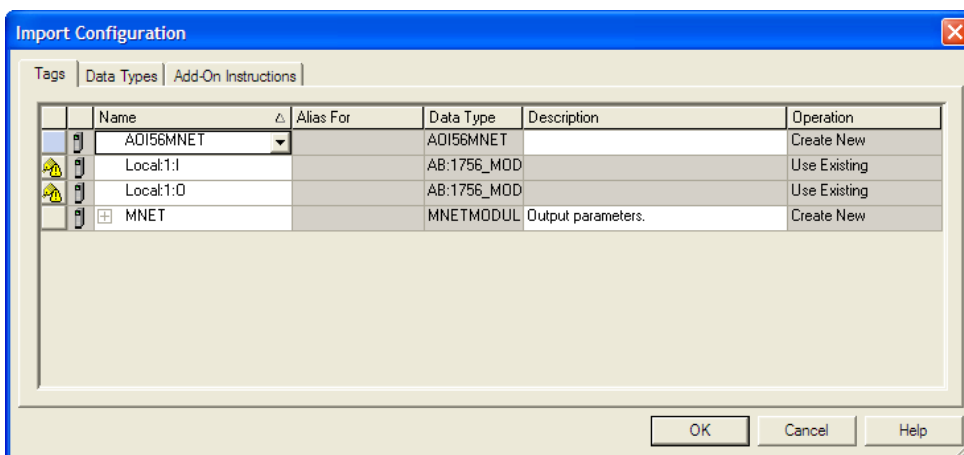 Import Configuration
Tags Data Types Add-On Instructions
Name Alias For Data Type Description Operation
AOI56MNET AOI56MNET Create New
Local:1:I AB:1756_MOD Use Existing
Local:1:O AB:1756_MOD Use Existing
MNET MNETMODUL Output parameters. Create New
OK Cancel Help